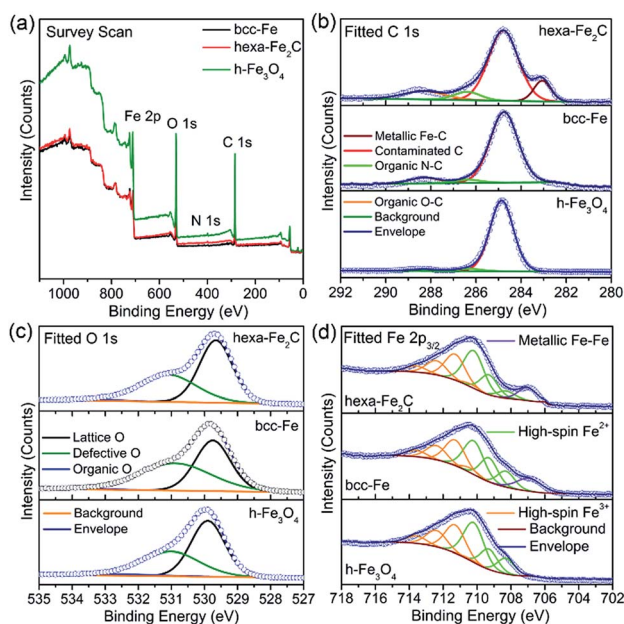 (a)
Survey Scan
bcc-Fe
hexa-Fe₂C
h-Fe₃O₄
Fe 2p
O 1s
C 1s
N 1s
Intensity (Counts)
1000 800 600 400 200 0
Binding Energy (eV)
(b)
Fitted C 1s
hexa-Fe₂C
bcc-Fe
Metallic Fe-C
Contaminated C
Organic N-C
h-Fe₃O₄
Organic O-C
Background
Envelope
Intensity (Counts)
292 290 288 286 284 282 280
Binding Energy (eV)
(c)
Fitted O 1s
hexa-Fe₂C
bcc-Fe
Lattice O
Defective O
Organic O
h-Fe₃O₄
Background
Envelope
Intensity (Counts)
535 534 533 532 531 530 529 528 527
Binding Energy (eV)
(d)
Fitted Fe 2p₃/₂
Metallic Fe-Fe
hexa-Fe₂C
High-spin Fe²⁺
bcc-Fe
High-spin Fe³⁺
Background
Envelope
h-Fe₃O₄
Intensity (Counts)
718 716 714 712 710 708 706 704 702
Binding Energy (eV)